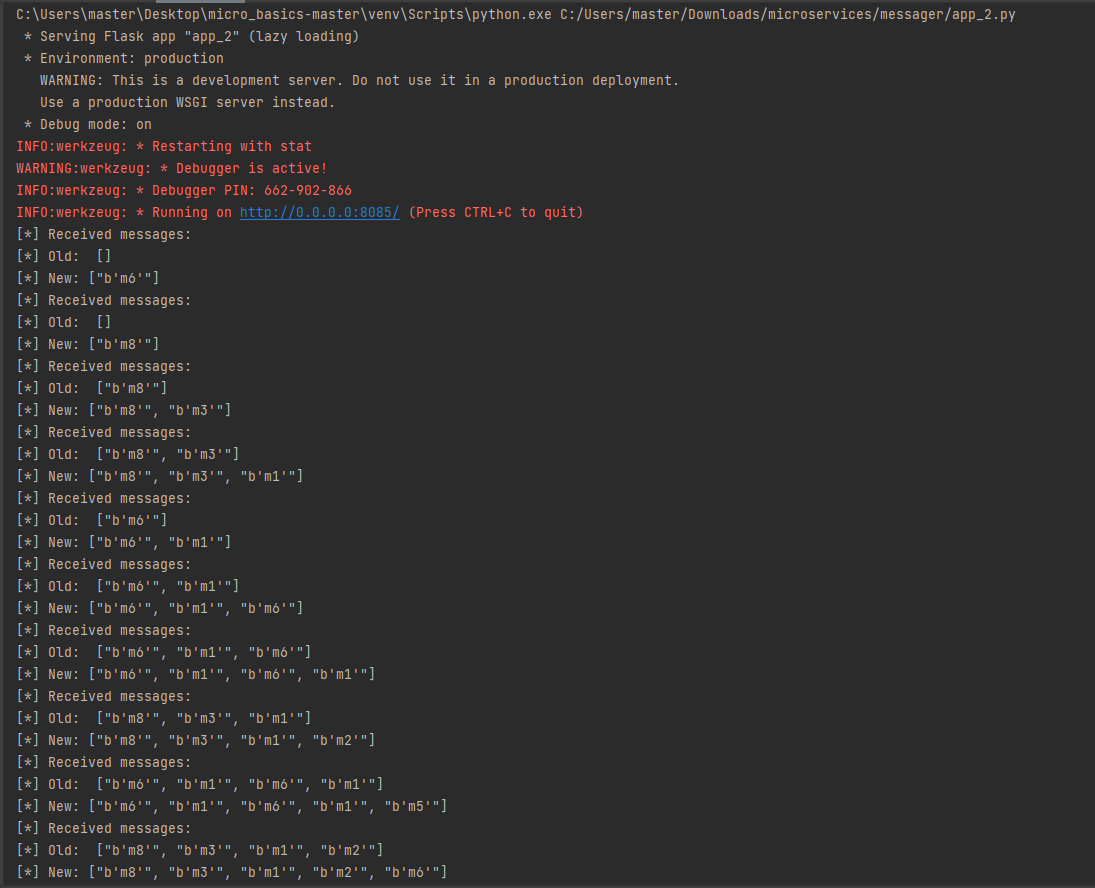 C:\Users\master\Desktop\micro_basics-master\venv\Scripts\python.exe C:/Users/master/Downloads/microservices/messager/app_2.py
 * Serving Flask app "app_2" (lazy loading)
 * Environment: production
   WARNING: This is a development server. Do not use it in a production deployment.
   Use a production WSGI server instead.
 * Debug mode: on
INFO:werkzeug: * Restarting with stat
WARNING:werkzeug: * Debugger is active!
INFO:werkzeug: * Debugger PIN: 662-902-866
INFO:werkzeug: * Running on http://0.0.0.0:8085/ (Press CTRL+C to quit)
[*] Received messages:
[*] Old:  []
[*] New: ["b'm6'"]
[*] Received messages:
[*] Old:  []
[*] New: ["b'm8'"]
[*] Received messages:
[*] Old:  ["b'm8'"]
[*] New: ["b'm8'", "b'm3'"]
[*] Received messages:
[*] Old:  ["b'm8'", "b'm3'"]
[*] New: ["b'm8'", "b'm3'", "b'm1'"]
[*] Received messages:
[*] Old:  ["b'm6'"]
[*] New: ["b'm6'", "b'm1'"]
[*] Received messages:
[*] Old:  ["b'm6'", "b'm1'"]
[*] New: ["b'm6'", "b'm1'", "b'm6'"]
[*] Received messages:
[*] Old:  ["b'm6'", "b'm1'", "b'm6'"]
[*] New: ["b'm6'", "b'm1'", "b'm6'", "b'm1'"]
[*] Received messages:
[*] Old:  ["b'm8'", "b'm3'", "b'm1'"]
[*] New: ["b'm8'", "b'm3'", "b'm1'", "b'm2'"]
[*] Received messages:
[*] Old:  ["b'm6'", "b'm1'", "b'm6'", "b'm1'"]
[*] New: ["b'm6'", "b'm1'", "b'm6'", "b'm1'", "b'm5'"]
[*] Received messages:
[*] Old:  ["b'm8'", "b'm3'", "b'm1'", "b'm2'"]
[*] New: ["b'm8'", "b'm3'", "b'm1'", "b'm2'", "b'm6'"]